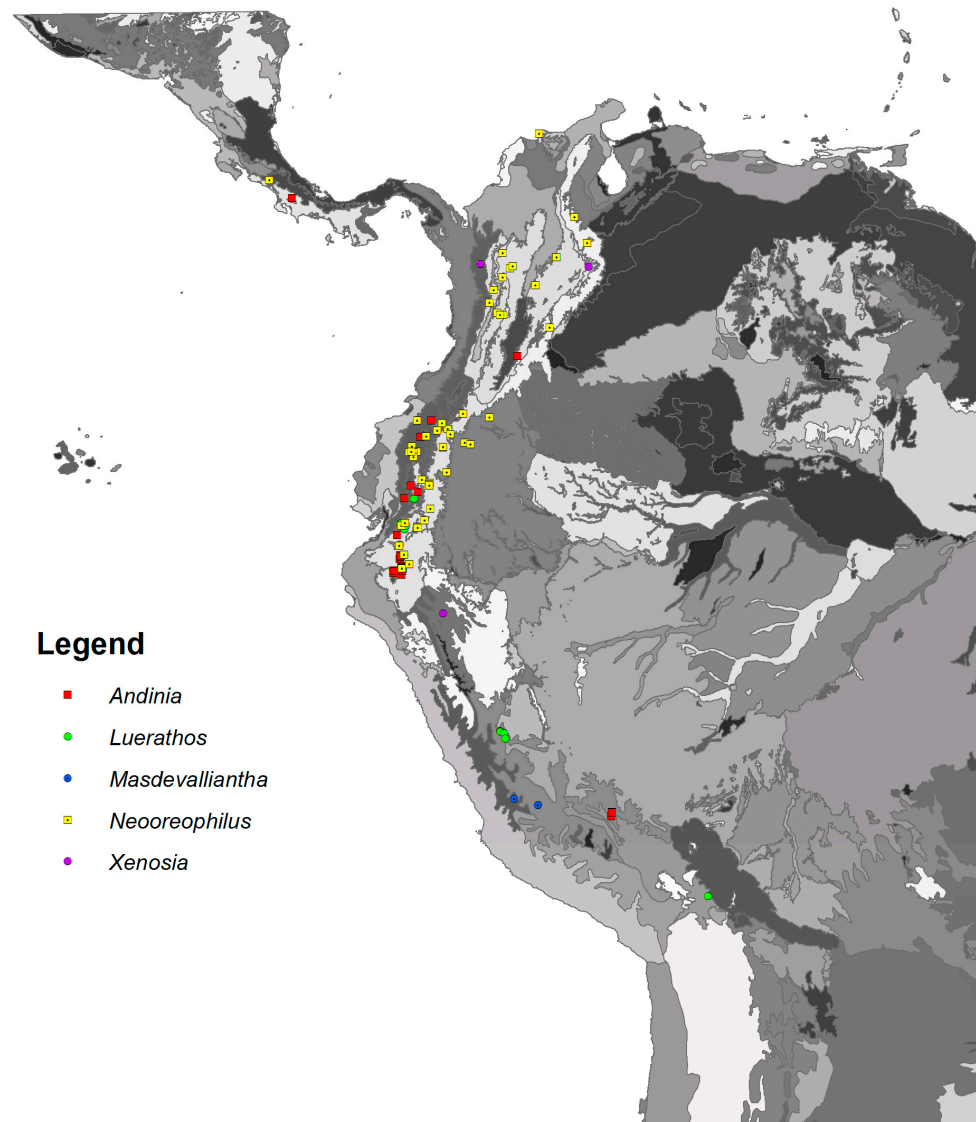 Legend
Andinia
Luerathos
Masdevalliantha
Neooreophilus
Xenosia